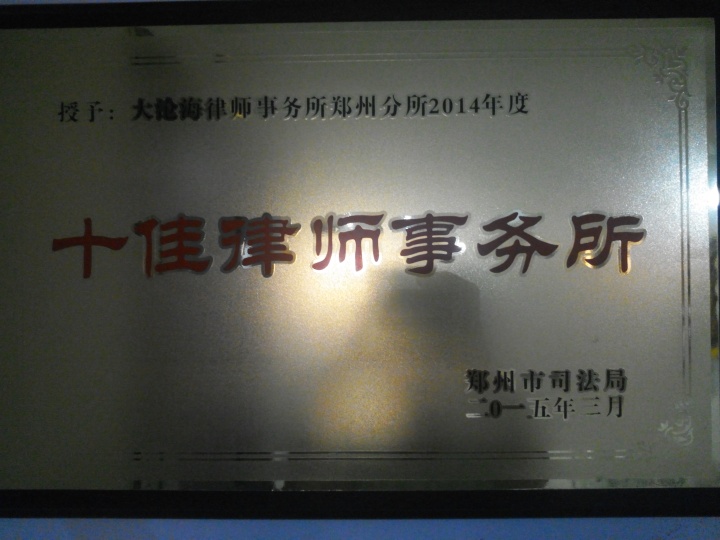 授予：大沧海律师事务所郑州分所2014年度
十佳律师事务所
郑州市司法局
二0一五年三月